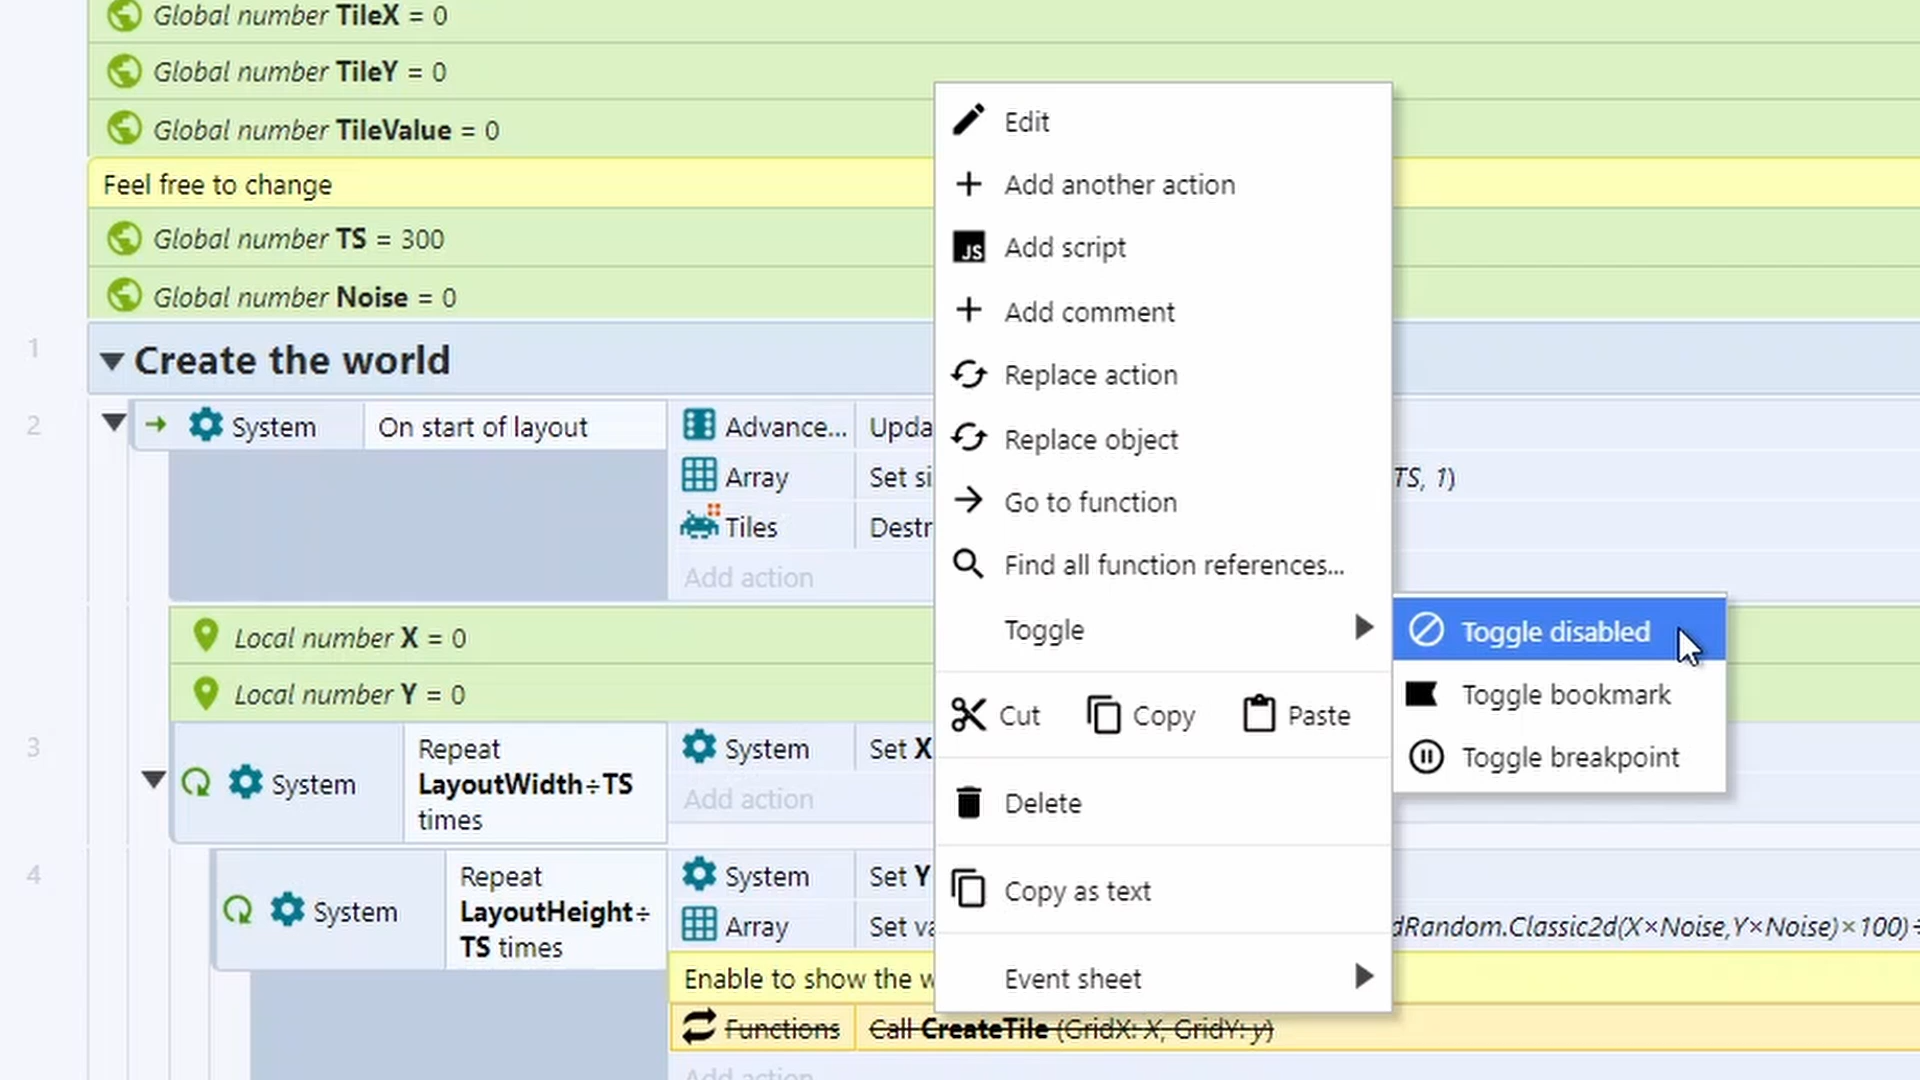 Global number TileX = 0
Global number TileY = 0
Global number TileValue = 0
Feel free to change
Global number TS = 300
Global number Noise = 0
1
Create the world
2
System
On start of layout
Advance...
Upda
Array
Set si
TS, 1)
Tiles
Destr
Add action
Local number X = 0
Local number Y = 0
3
System
Repeat
LayoutWidth÷TS
times
System
Set X
Add action
4
System
Repeat
LayoutHeight÷
TS times
System
Set Y
Array
Set va
dRandom.Classic2d(X×Noise,Y×Noise)×100)÷
Enable to show the w
Functions
Call CreateTile (GridX: X, GridY: y)
Add action
Edit
Add another action
JS
Add script
Add comment
Replace action
Replace object
Go to function
Find all function references...
Toggle
Cut
Copy
Paste
Delete
Copy as text
Event sheet
Toggle disabled
Toggle bookmark
Toggle breakpoint